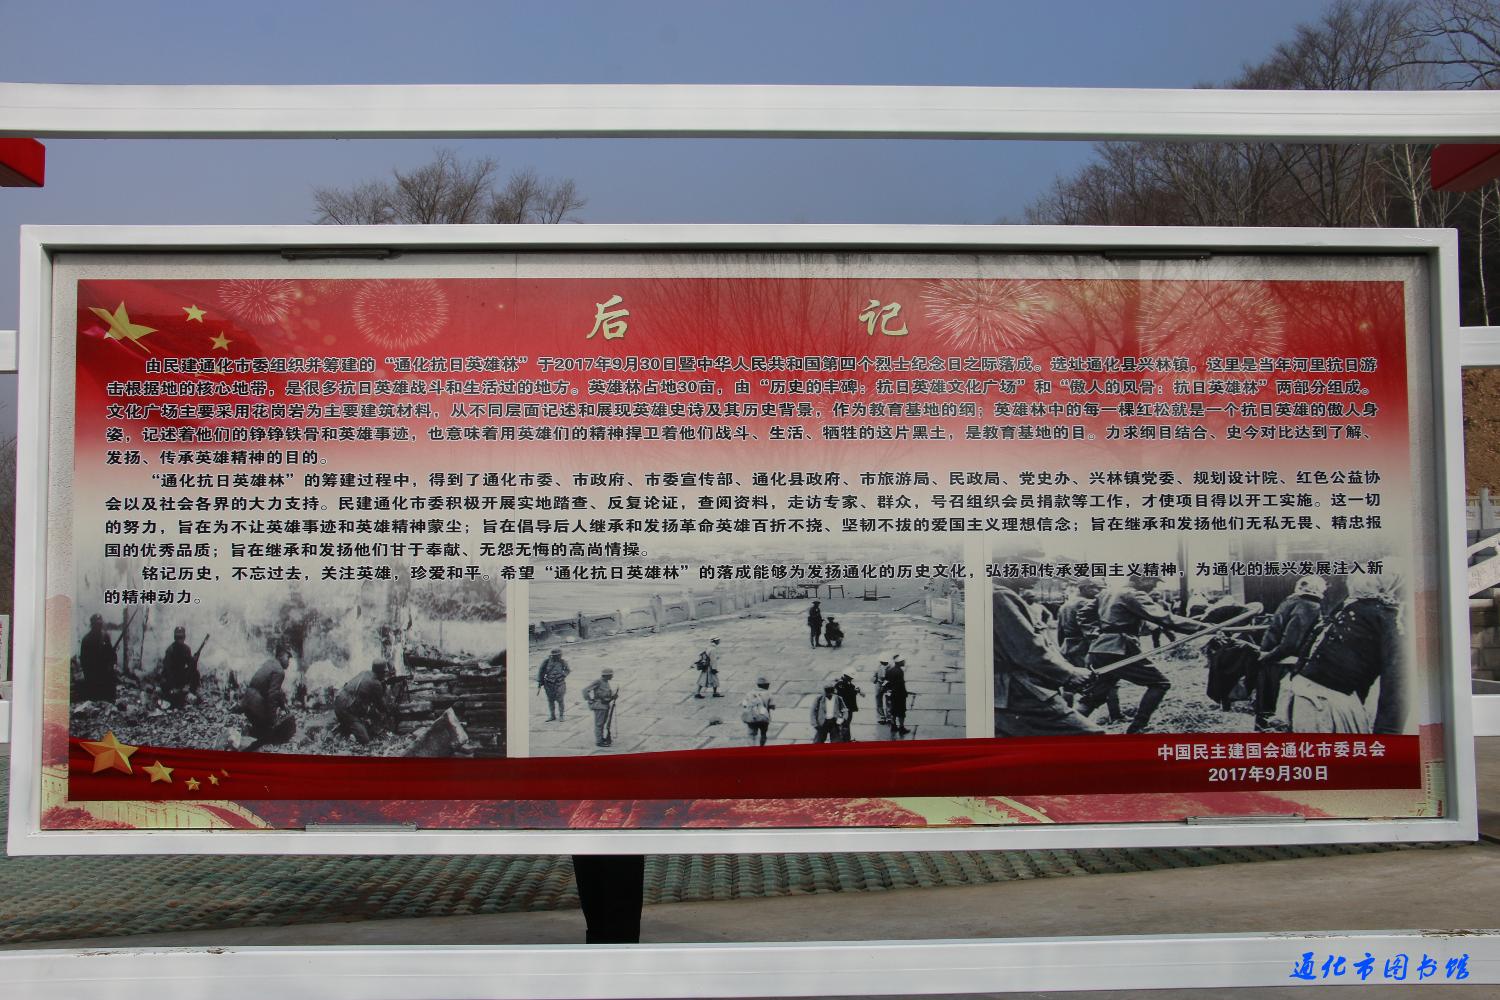 后 记
由民建通化市委组织并筹建的“通化抗日英雄林”于2017年9月30日暨中华人民共和国第四个烈士纪念日之际落成。选址通化县兴林镇，这里是当年河里抗日游
击根据地的核心地带，是很多抗日英雄战斗和生活过的地方。英雄林占地30亩，由“历史的丰碑：抗日英雄文化广场”和“傲人的风骨：抗日英雄林”两部分组成。
文化广场主要采用花岗岩为主要建筑材料，从不同层面记述和展现英雄史诗及其历史背景，作为教育基地的纲；英雄林中的每一棵红松就是一个抗日英雄的傲人身
姿，记述着他们的铮铮铁骨和英雄事迹，也意味着用英雄们的精神捍卫着他们战斗、生活、牺牲的这片黑土，是教育基地的目。力求纲目结合、史今对比达到了解、
发扬、传承英雄精神的目的。
“通化抗日英雄林”的筹建过程中，得到了通化市委、市政府、市委宣传部、通化县政府、市旅游局、民政局、党史办、兴林镇党委、规划设计院、红色公益协
会以及社会各界的大力支持。民建通化市委积极开展实地踏查、反复论证，查阅资料，走访专家、群众，号召组织会员捐款等工作，才使项目得以开工实施。这一切
的努力，旨在为不让英雄事迹和英雄精神蒙尘；旨在倡导后人继承和发扬革命英雄百折不挠、坚韧不拔的爱国主义理想信念；旨在继承和发扬他们无私无畏、精忠报
国的优秀品质；旨在继承和发扬他们甘于奉献、无怨无悔的高尚情操。
铭记历史，不忘过去，关注英雄，珍爱和平。希望“通化抗日英雄林”的落成能够为发扬通化的历史文化，弘扬和传承爱国主义精神，为通化的振兴发展注入新
的精神动力。
中国民主建国会通化市委员会
2017年9月30日
通化市图书馆